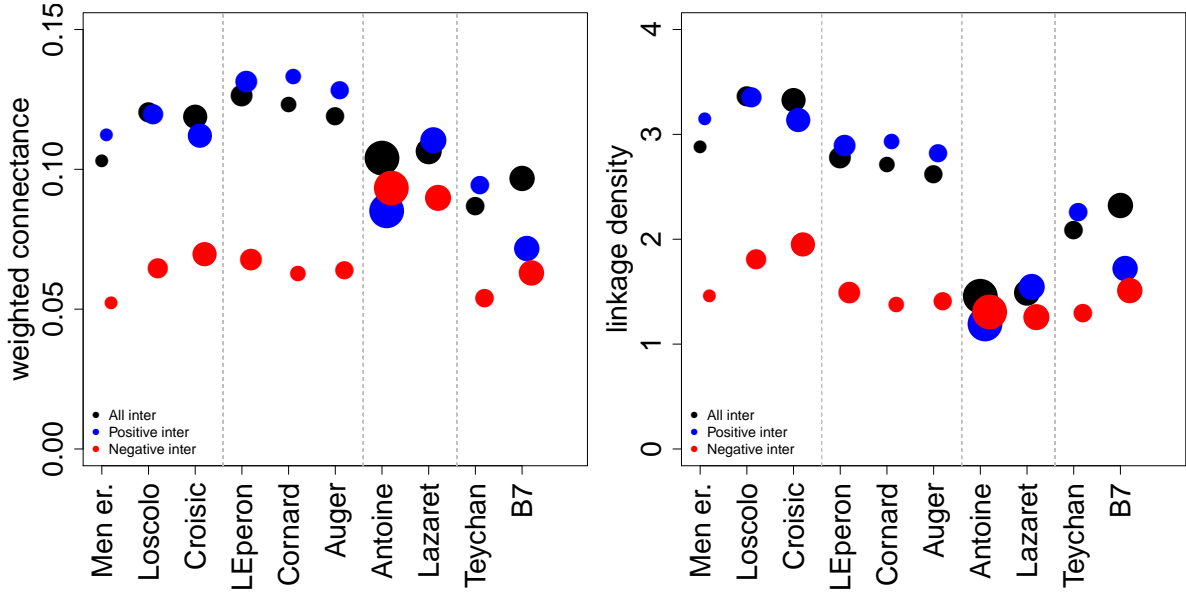 weighted connectance
0.15
0.10
0.05
0.00
All inter
Positive inter
Negative inter
Men er.
Loscolo
Croisic
LEperon
Cornard
Auger
Antoine
Lazaret
Teychan
B7
linkage density
4
3
2
1
0
All inter
Positive inter
Negative inter
Men er.
Loscolo
Croisic
LEperon
Cornard
Auger
Antoine
Lazaret
Teychan
B7